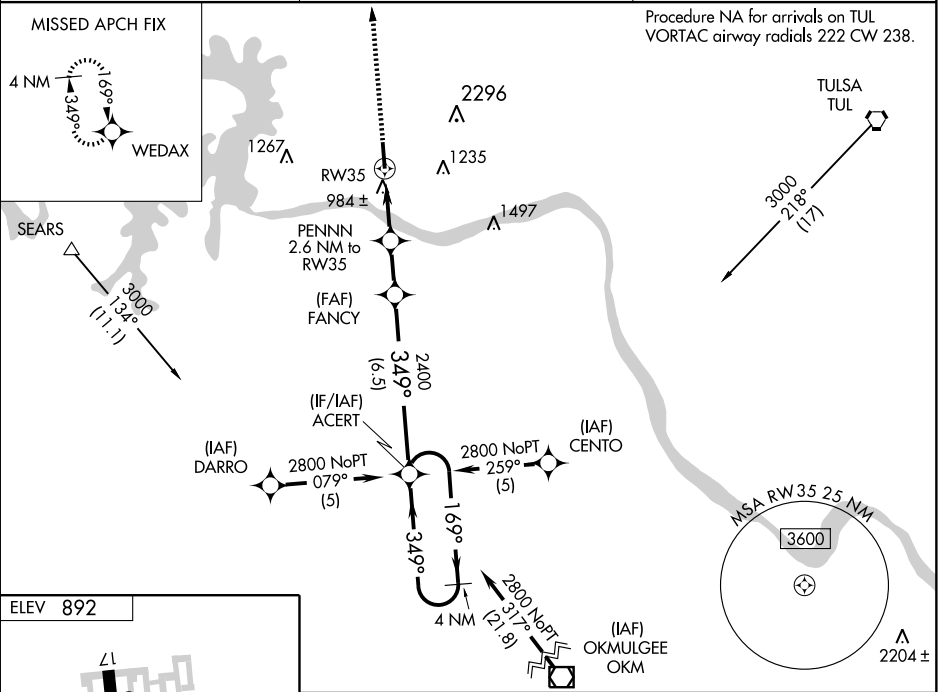 MISSED APCH FIX
4 NM
169°
349°
WEDAX
Procedure NA for arrivals on TUL
VORTAC airway radials 222 CW 238.
TULSA
TUL
3000
218°
(17)
2296
1267
1235
RW35
984 ±
1497
PENNN
2.6 NM to
RW35
SEARS
3000
134°
(11.1)
(FAF)
FANCY
2400
349°
(6.5)
(IF/IAF)
ACERT
(IAF)
DARRO
2800 NoPT
079°
(5)
2800 NoPT
259°
(5)
(IAF)
CENTO
349°
169°
4 NM
2800 NoPT
317°
(21.8)
(IAF)
OKMULGEE
OKM
MSA RW35 25 NM
3600
2204 ±
ELEV 892
17